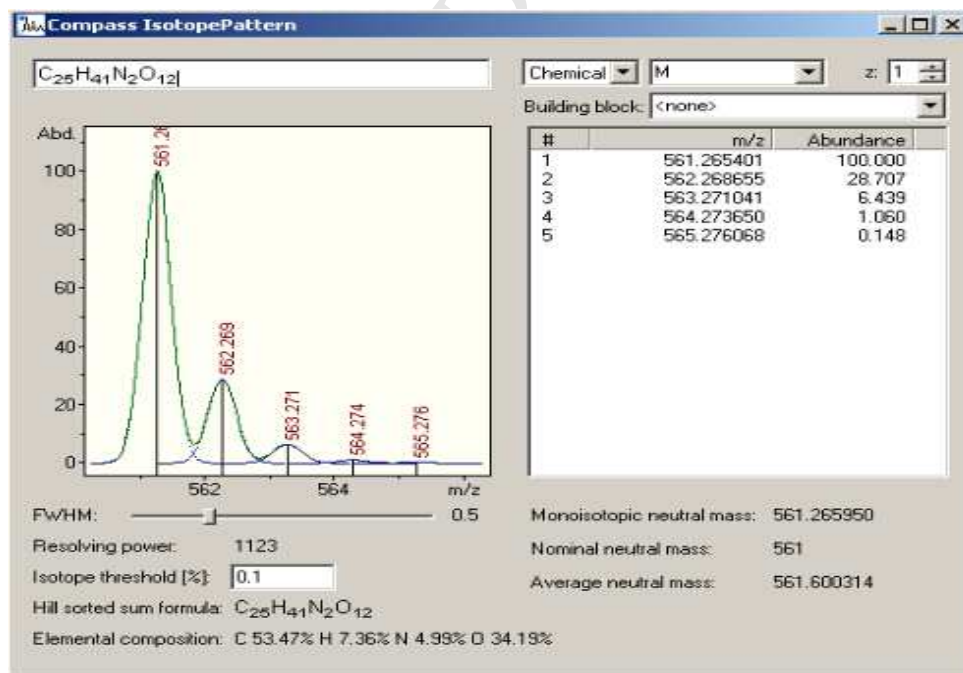 Compass IsotopePattern
C25H41N2O12
Chemical M z: 1
Building block: <none>
Abd.
100
80
60
40
20
0
561.26
562.269
563.271
564.274
565.276
562 564 m/z
# m/z Abundance
1 561.265401 100.000
2 562.268655 28.707
3 563.271041 6.439
4 564.273650 1.060
5 565.276068 0.148
FWHM: 0.5
Resolving power: 1123
Isotope threshold [%]: 0.1
Hill sorted sum formula: C25H41N2O12
Elemental composition: C 53.47% H 7.36% N 4.99% O 34.19%
Monoisotopic neutral mass: 561.265950
Nominal neutral mass: 561
Average neutral mass: 561.600314